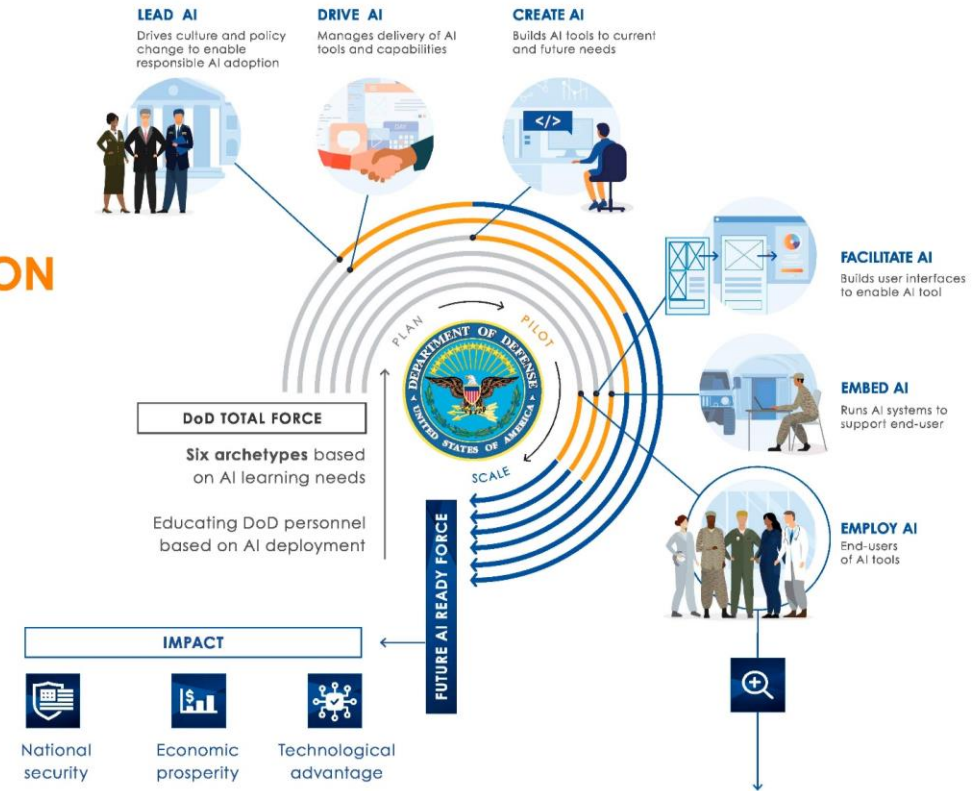 LEAD AI
Drives culture and policy
change to enable
responsible AI adoption
DRIVE AI
Manages delivery of AI
tools and capabilities
CREATE AI
Builds AI tools to current
and future needs
</>
ON
FACILITATE AI
Builds user interfaces
to enable AI tool
PLAN
PILOT
SCALE
DEPARTMENT OF DEFENSE
UNITED STATES OF AMERICA
EMBED AI
Runs AI systems to
support end-user
DoD TOTAL FORCE
Six archetypes based
on AI learning needs
Educating DoD personnel
based on AI deployment
EMPLOY AI
End-users
of AI tools
FUTURE AI READY FORCE
IMPACT
$
National
security
Economic
prosperity
Technological
advantage